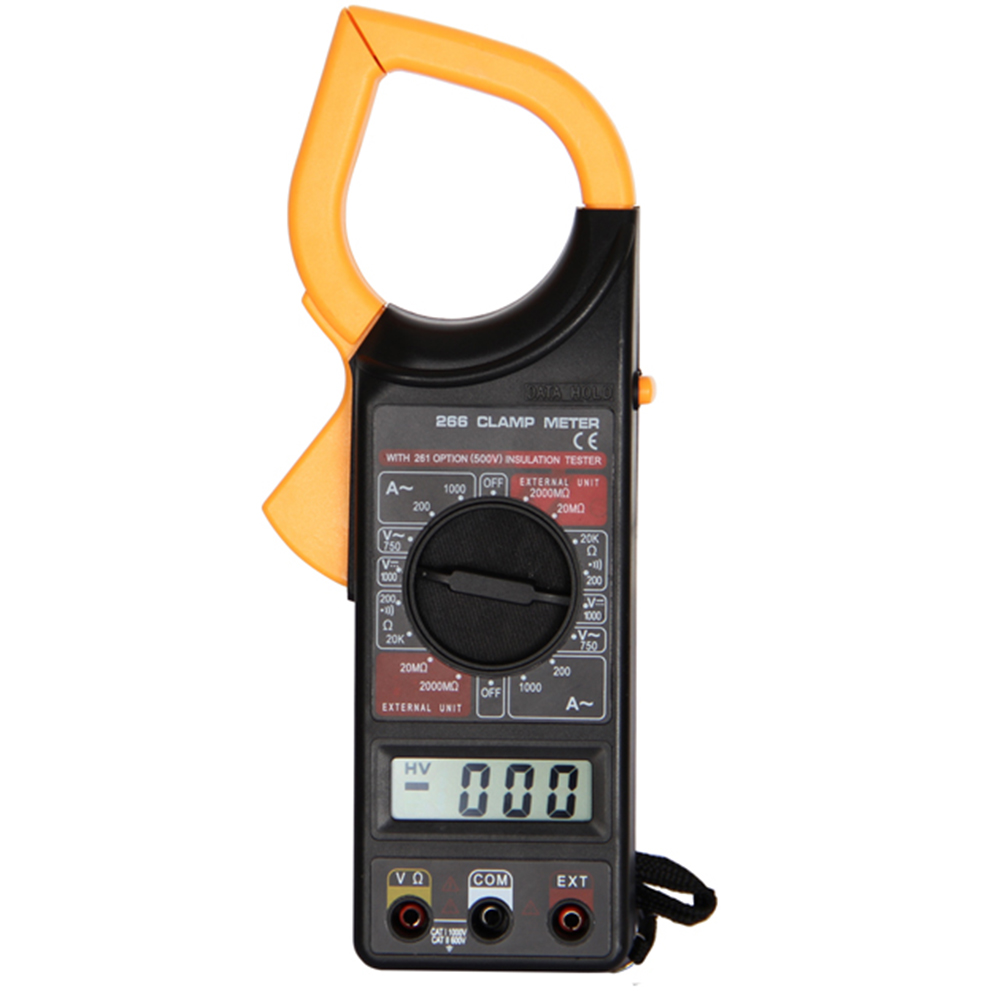 DATA HOLD
266 CLAMP METER
CE
WITH 261 OPTION (500V) INSULATION TESTER
A~ 1000
200
OFF
EXTERNAL UNIT
2000MΩ
20MΩ
V~
750
V⎓
1000
200
•)))
Ω
20K
20K
Ω
•)))
200
V⎓
1000
V~
750
20MΩ
2000MΩ
EXTERNAL UNIT
OFF
200
1000
A~
HV
- 000
V Ω
COM
EXT
CAT I 1000V
CAT II 600V